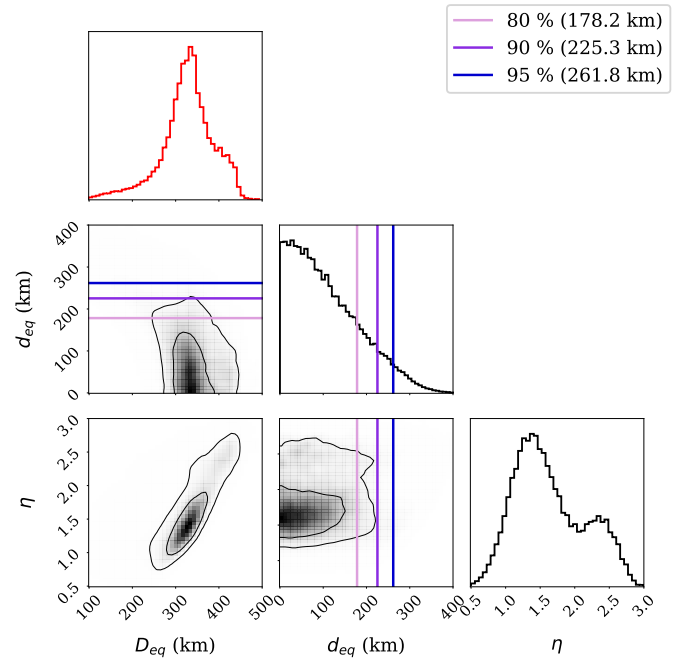 80 % (178.2 km)
90 % (225.3 km)
95 % (261.8 km)
400
300
200
100
0
d_eq (km)
3.0
2.5
2.0
1.5
1.0
0.5
η
100 200 300 400 500
0 100 200 300 400
0.5 1.0 1.5 2.0 2.5 3.0
D_eq (km)
d_eq (km)
η